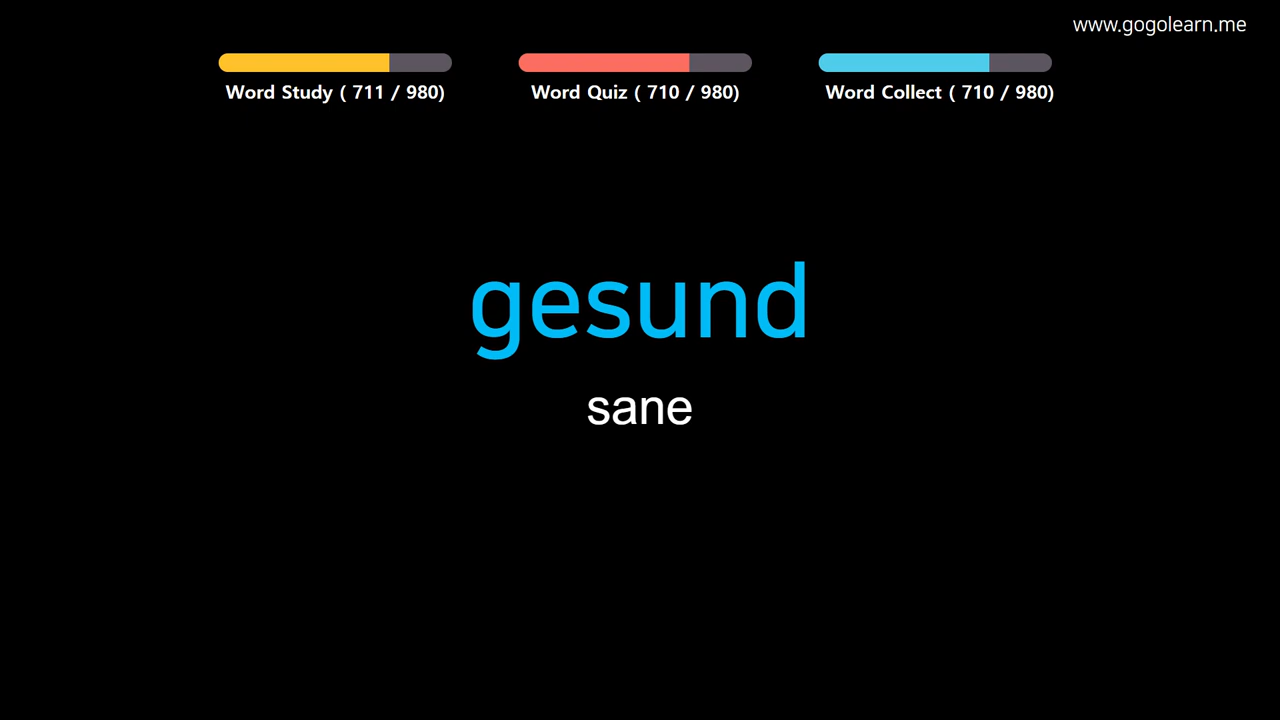 www.gogolearn.me
Word Study ( 711 / 980)
Word Quiz ( 710 / 980)
Word Collect ( 710 / 980)
gesund
sane